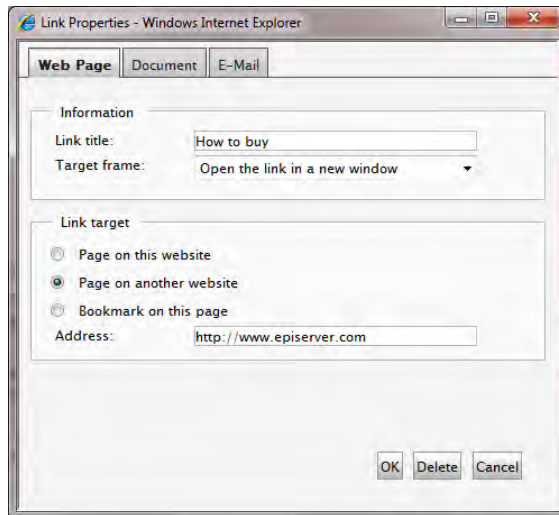 Link Properties - Windows Internet Explorer
Web Page Document E-Mail
Information
Link title: How to buy
Target frame: Open the link in a new window
Link target
Page on this website
Page on another website
Bookmark on this page
Address: http://www.episerver.com
OK Delete Cancel